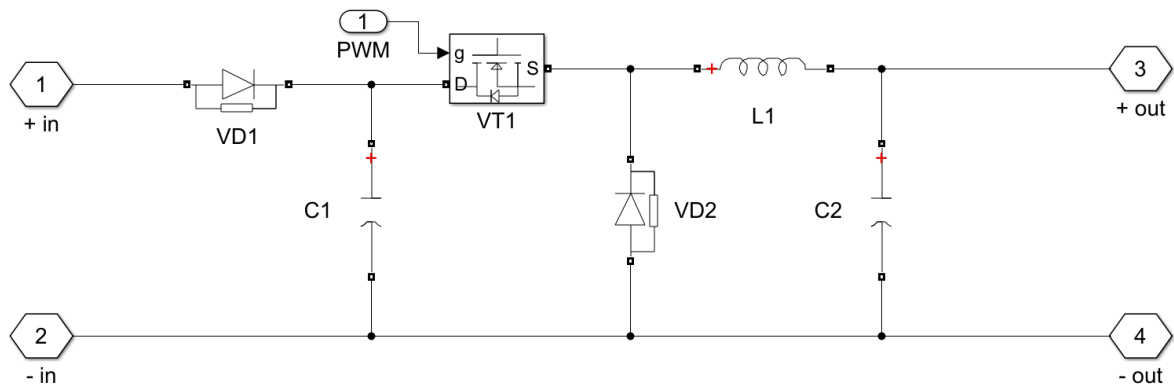 1
PWM
1
+ in
VD1
g
D
S
VT1
+
L1
3
+ out
+
C1
VD2
+
C2
2
- in
4
- out